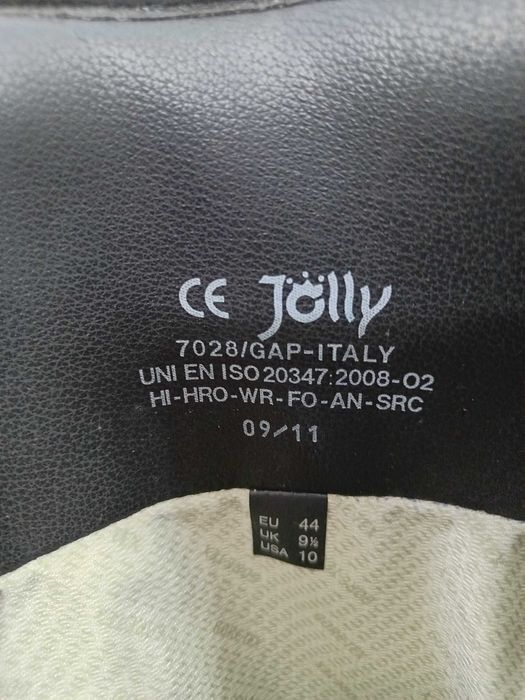 CE Jolly
7028/GAP-ITALY
UNI EN ISO 20347:2008-O2
HI-HRO-WR-FO-AN-SRC
09/11
EU 44
UK 9½
USA 10